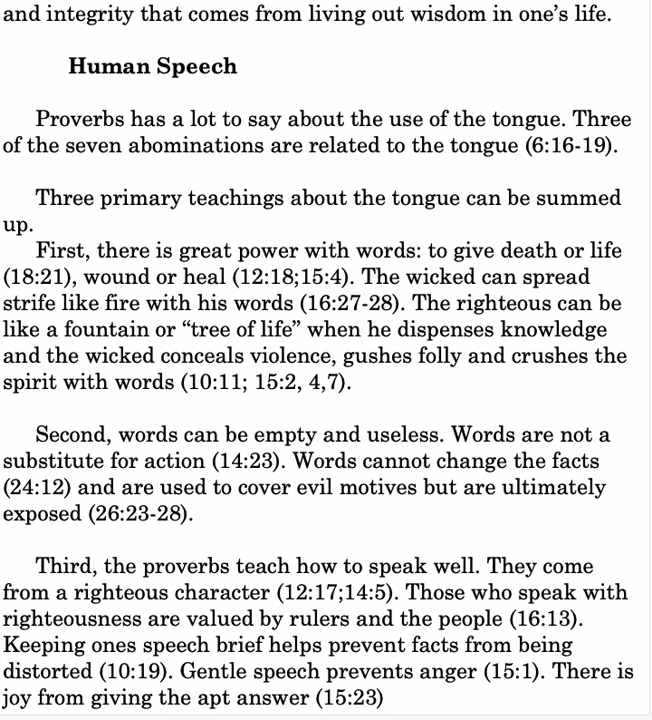 and integrity that comes from living out wisdom in one’s life.
Human Speech
Proverbs has a lot to say about the use of the tongue. Three
of the seven abominations are related to the tongue (6:16-19).
Three primary teachings about the tongue can be summed
up.
First, there is great power with words: to give death or life
(18:21), wound or heal (12:18;15:4). The wicked can spread
strife like fire with his words (16:27-28). The righteous can be
like a fountain or “tree of life” when he dispenses knowledge
and the wicked conceals violence, gushes folly and crushes the
spirit with words (10:11; 15:2, 4,7).
Second, words can be empty and useless. Words are not a
substitute for action (14:23). Words cannot change the facts
(24:12) and are used to cover evil motives but are ultimately
exposed (26:23-28).
Third, the proverbs teach how to speak well. They come
from a righteous character (12:17;14:5). Those who speak with
righteousness are valued by rulers and the people (16:13).
Keeping ones speech brief helps prevent facts from being
distorted (10:19). Gentle speech prevents anger (15:1). There is
joy from giving the apt answer (15:23)